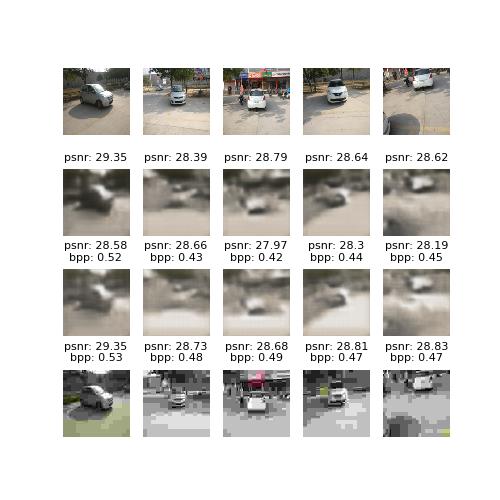 psnr: 29.35 psnr: 28.39 psnr: 28.79 psnr: 28.64 psnr: 28.62
psnr: 28.58 psnr: 28.66 psnr: 27.97 psnr: 28.3 psnr: 28.19
bpp: 0.52 bpp: 0.43 bpp: 0.42 bpp: 0.44 bpp: 0.45
psnr: 29.35 psnr: 28.73 psnr: 28.68 psnr: 28.81 psnr: 28.83
bpp: 0.53 bpp: 0.48 bpp: 0.49 bpp: 0.47 bpp: 0.47